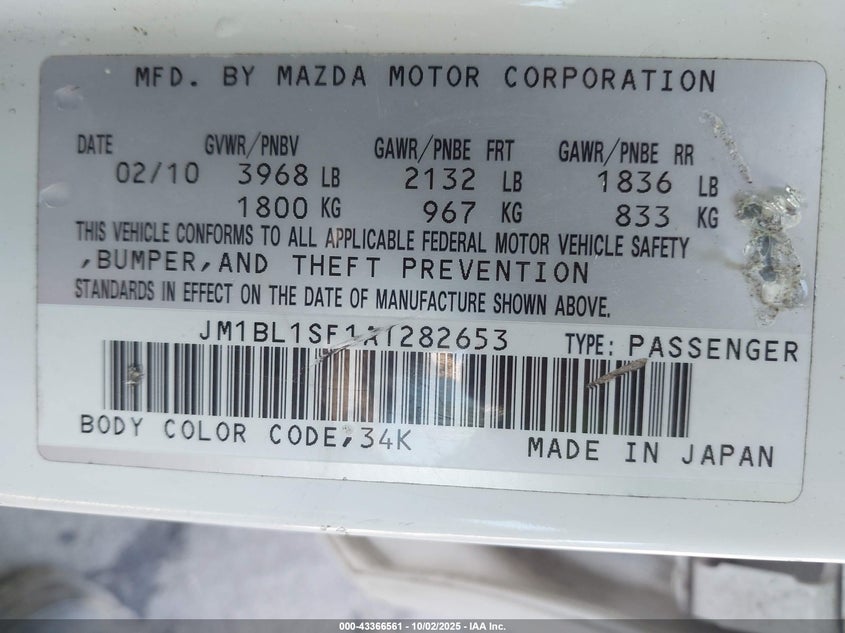 MFD. BY MAZDA MOTOR CORPORATION
DATE GVWR/PNBV GAWR/PNBE FRT GAWR/PNBE RR
02/10 3968 LB 2132 LB 1836 LB
1800 KG 967 KG 833 KG
THIS VEHICLE CONFORMS TO ALL APPLICABLE FEDERAL MOTOR VEHICLE SAFETY
,BUMPER,AND THEFT PREVENTION
STANDARDS IN EFFECT ON THE DATE OF MANUFACTURE SHOWN ABOVE.
JM1BL1SF1A1282653 TYPE: PASSENGER
BODY COLOR CODE;34K MADE IN JAPAN
000-43366561 - 10/02/2025 - IAA Inc.